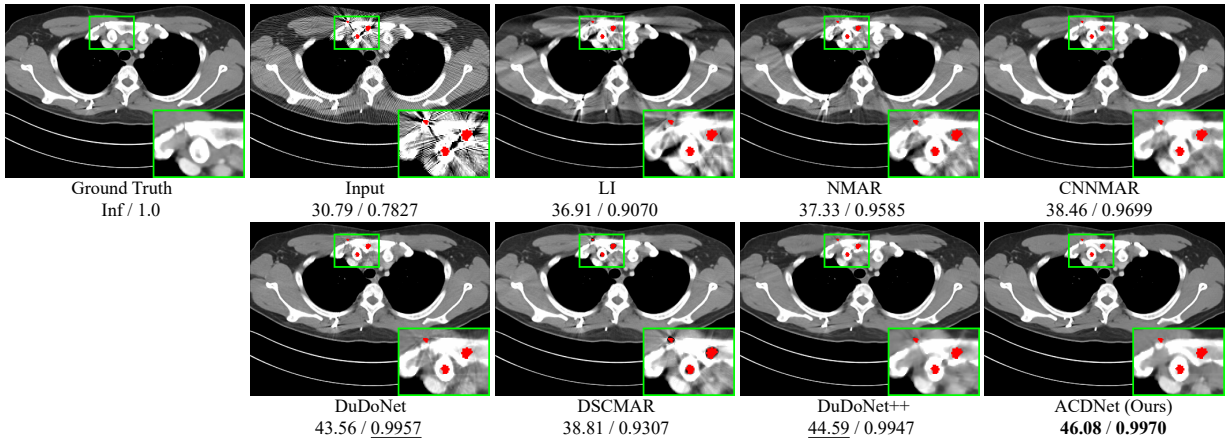 Ground Truth
Inf / 1.0
Input
30.79 / 0.7827
LI
36.91 / 0.9070
NMAR
37.33 / 0.9585
CNNMAR
38.46 / 0.9699
DuDoNet
43.56 / 0.9957
DSCMAR
38.81 / 0.9307
DuDoNet++
44.59 / 0.9947
ACDNet (Ours)
46.08 / 0.9970